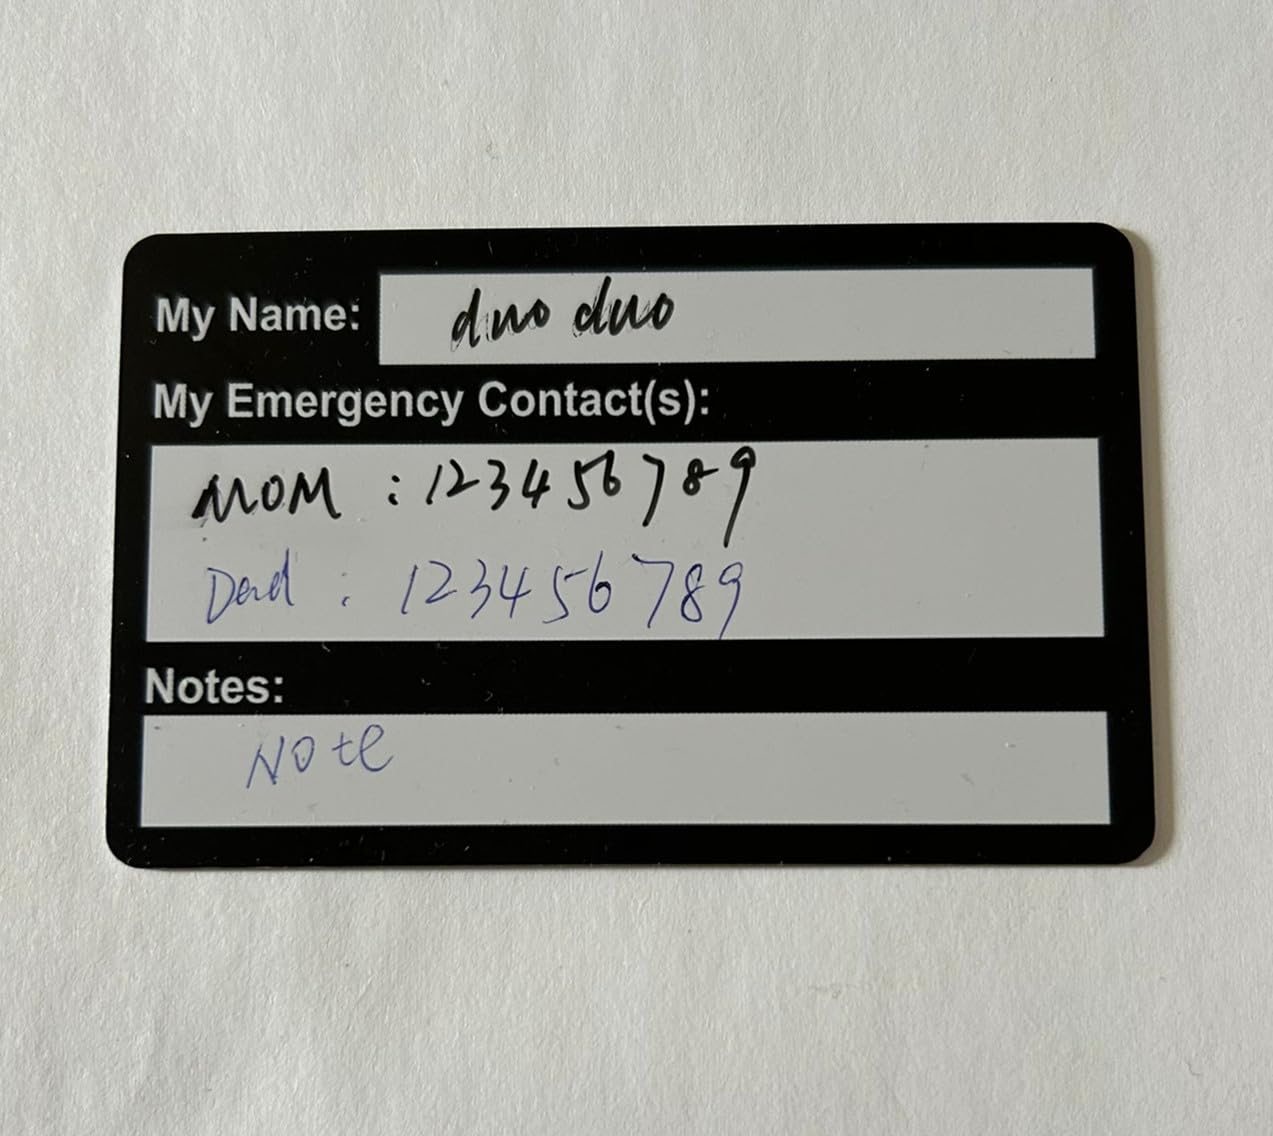 My Name: duo duo
My Emergency Contact(s):
MOM : 123456789
Dad : 123456789
Notes:
Note